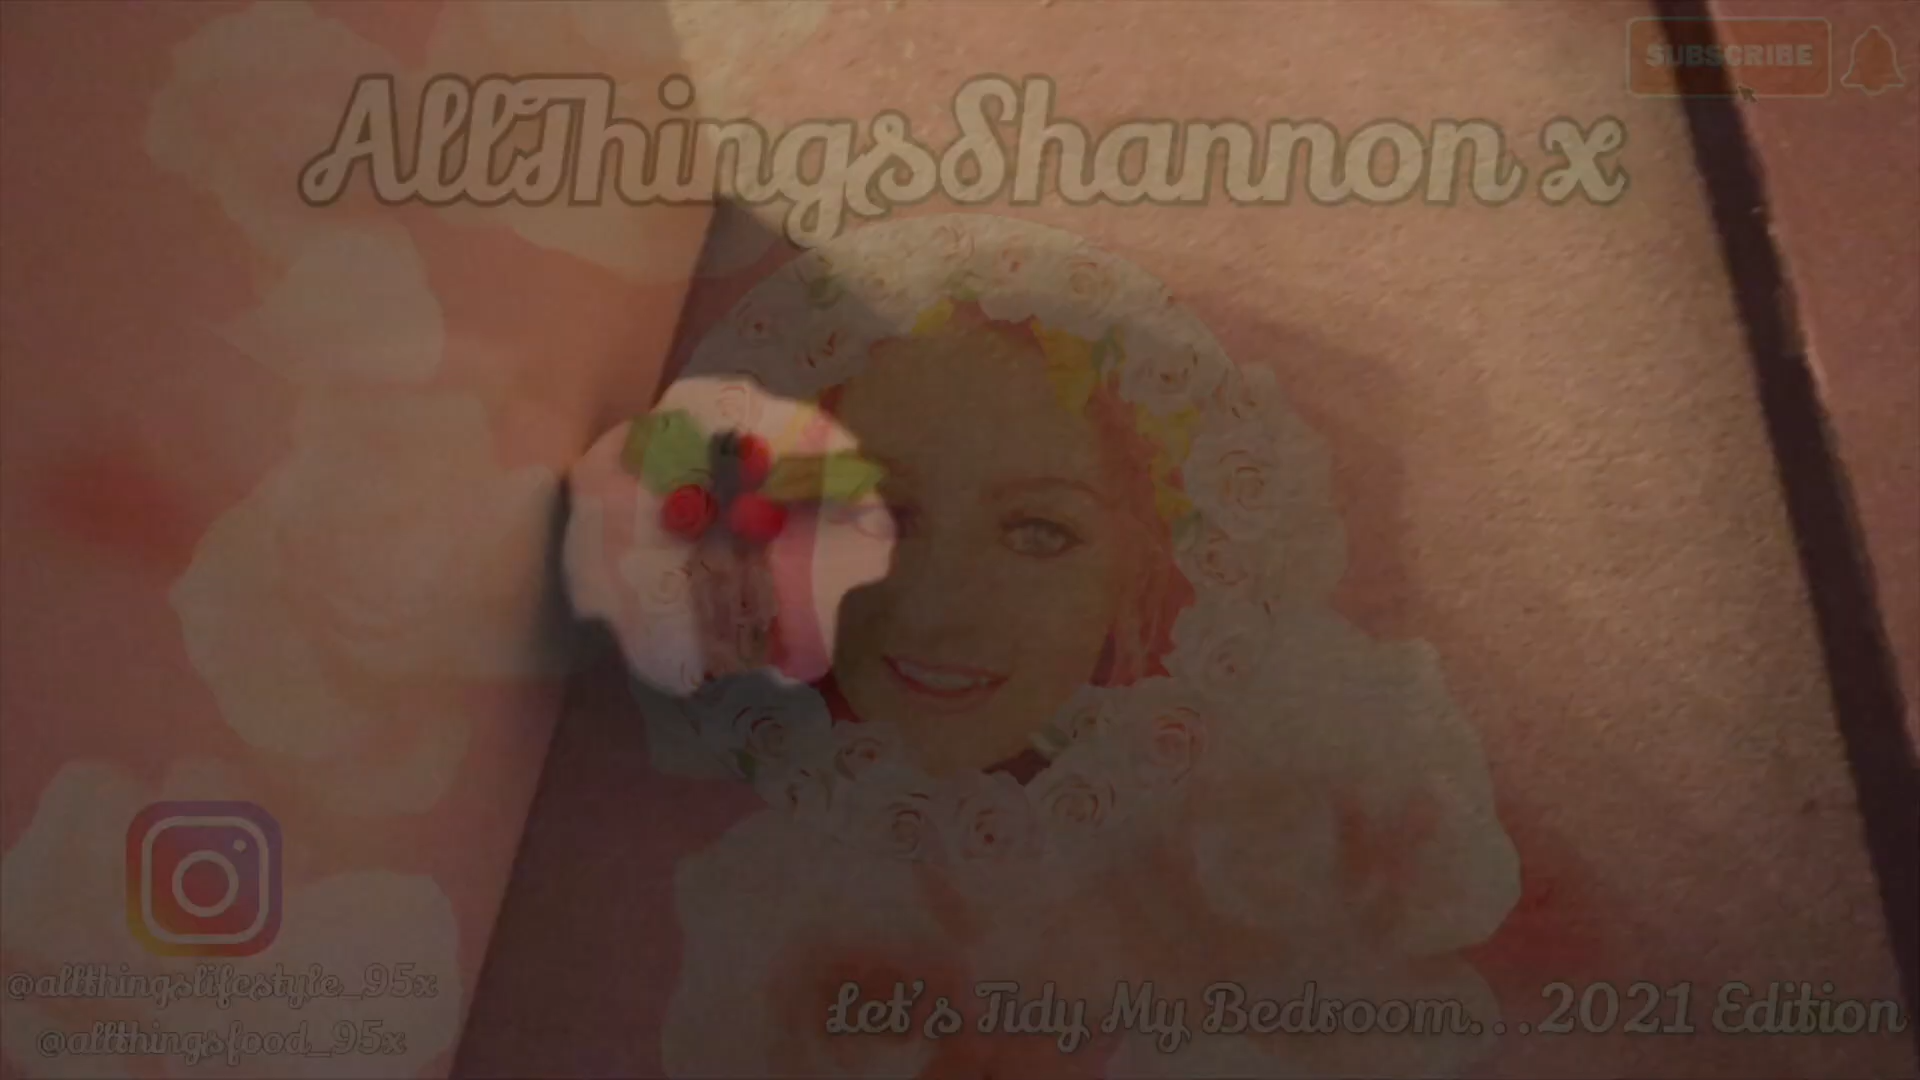 SUBSCRIBE
AllThingsShannon x
@allthingslifestyle_95x
@allthingsfood_95x
Let's Tidy My Bedroom...2021 Edition